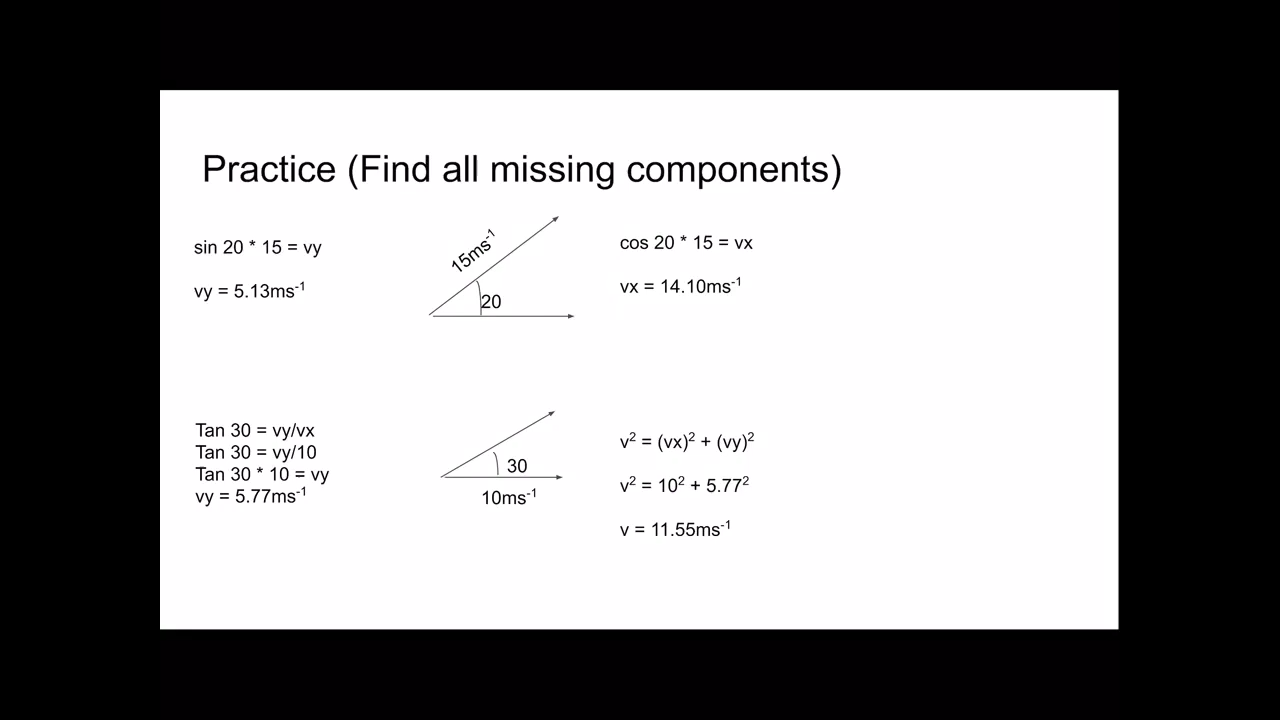 Practice (Find all missing components)
sin 20 * 15 = vy
vy = 5.13ms⁻¹
15ms⁻¹
20
cos 20 * 15 = vx
vx = 14.10ms⁻¹
Tan 30 = vy/vx
Tan 30 = vy/10
Tan 30 * 10 = vy
vy = 5.77ms⁻¹
30
10ms⁻¹
v² = (vx)² + (vy)²
v² = 10² + 5.77²
v = 11.55ms⁻¹